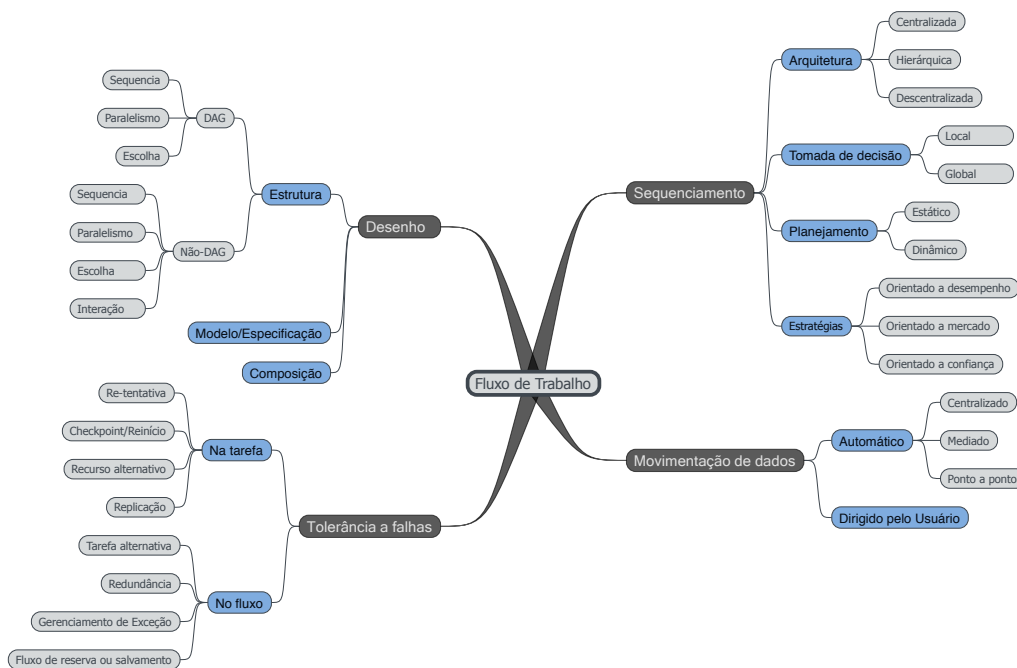 Fluxo de Trabalho
Desenho
Estrutura
DAG
Sequencia
Paralelismo
Escolha
Não-DAG
Sequencia
Paralelismo
Escolha
Interação
Modelo/Especificação
Composição
Tolerância a falhas
Na tarefa
Re-tentativa
Checkpoint/Reinício
Recurso alternativo
Replicação
No fluxo
Tarefa alternativa
Redundância
Gerenciamento de Exceção
Fluxo de reserva ou salvamento
Sequenciamento
Arquitetura
Centralizada
Hierárquica
Descentralizada
Tomada de decisão
Local
Global
Planejamento
Estático
Dinâmico
Estratégias
Orientado a desempenho
Orientado a mercado
Orientado a confiança
Movimentação de dados
Automático
Centralizado
Mediado
Ponto a ponto
Dirigido pelo Usuário